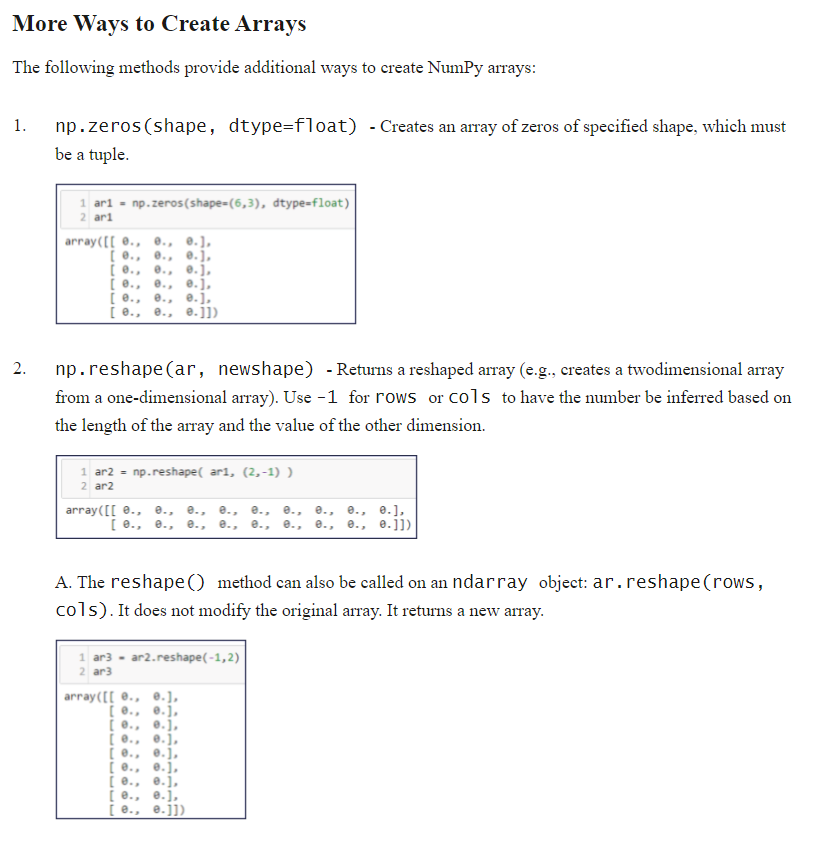 More Ways to Create Arrays
The following methods provide additional ways to create NumPy arrays:
1. np.zeros(shape, dtype=float) - Creates an array of zeros of specified shape, which must
be a tuple.
1 ar1 = np.zeros(shape=(6,3), dtype=float)
2 ar1
array([[ 0., 0., 0.],
[ 0., 0., 0.],
[ 0., 0., 0.],
[ 0., 0., 0.],
[ 0., 0., 0.],
[ 0., 0., 0.]])
2. np.reshape(ar, newshape) - Returns a reshaped array (e.g., creates a twodimensional array
from a one-dimensional array). Use -1 for rows or cols to have the number be inferred based on
the length of the array and the value of the other dimension.
1 ar2 = np.reshape( ar1, (2,-1) )
2 ar2
array([[ 0., 0., 0., 0., 0., 0., 0., 0., 0.],
[ 0., 0., 0., 0., 0., 0., 0., 0., 0.]])
A. The reshape() method can also be called on an ndarray object: ar.reshape(rows,
cols). It does not modify the original array. It returns a new array.
1 ar3 = ar2.reshape(-1,2)
2 ar3
array([[ 0., 0.],
[ 0., 0.],
[ 0., 0.],
[ 0., 0.],
[ 0., 0.],
[ 0., 0.],
[ 0., 0.],
[ 0., 0.],
[ 0., 0.]])